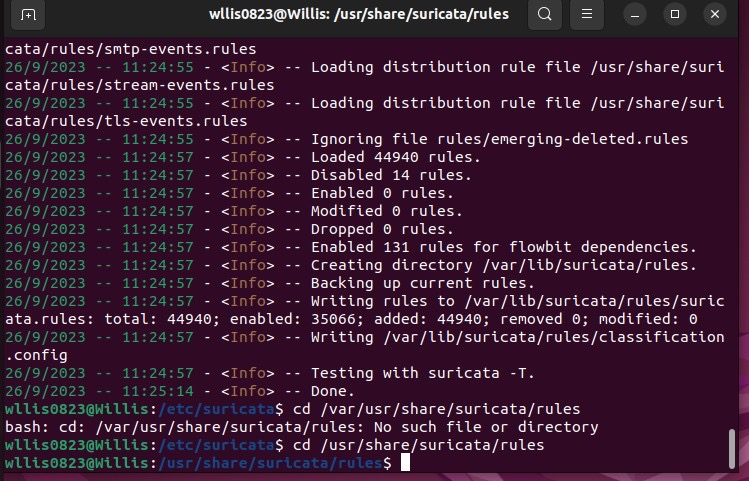 wllis0823@Willis: /usr/share/suricata/rules
cata/rules/smtp-events.rules
26/9/2023 -- 11:24:55 - <Info> -- Loading distribution rule file /usr/share/suri
cata/rules/stream-events.rules
26/9/2023 -- 11:24:55 - <Info> -- Loading distribution rule file /usr/share/suri
cata/rules/tls-events.rules
26/9/2023 -- 11:24:55 - <Info> -- Ignoring file rules/emerging-deleted.rules
26/9/2023 -- 11:24:57 - <Info> -- Loaded 44940 rules.
26/9/2023 -- 11:24:57 - <Info> -- Disabled 14 rules.
26/9/2023 -- 11:24:57 - <Info> -- Enabled 0 rules.
26/9/2023 -- 11:24:57 - <Info> -- Modified 0 rules.
26/9/2023 -- 11:24:57 - <Info> -- Dropped 0 rules.
26/9/2023 -- 11:24:57 - <Info> -- Enabled 131 rules for flowbit dependencies.
26/9/2023 -- 11:24:57 - <Info> -- Creating directory /var/lib/suricata/rules.
26/9/2023 -- 11:24:57 - <Info> -- Backing up current rules.
26/9/2023 -- 11:24:57 - <Info> -- Writing rules to /var/lib/suricata/rules/suric
ata.rules: total: 44940; enabled: 35066; added: 44940; removed 0; modified: 0
26/9/2023 -- 11:24:57 - <Info> -- Writing /var/lib/suricata/rules/classification
.config
26/9/2023 -- 11:24:57 - <Info> -- Testing with suricata -T.
26/9/2023 -- 11:25:14 - <Info> -- Done.
wllis0823@Willis:/etc/suricata$ cd /var/usr/share/suricata/rules
bash: cd: /var/usr/share/suricata/rules: No such file or directory
wllis0823@Willis:/etc/suricata$ cd /usr/share/suricata/rules
wllis0823@Willis:/usr/share/suricata/rules$